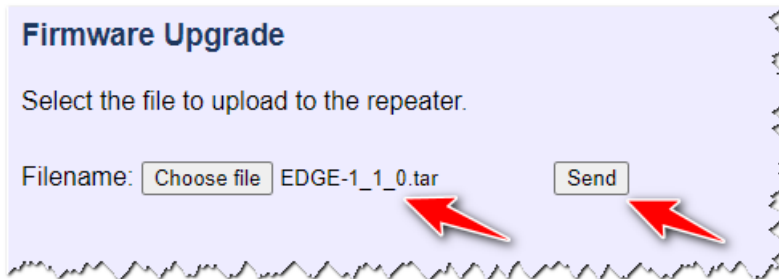 Firmware Upgrade
Select the file to upload to the repeater.
Filename: Choose file EDGE-1_1_0.tar Send